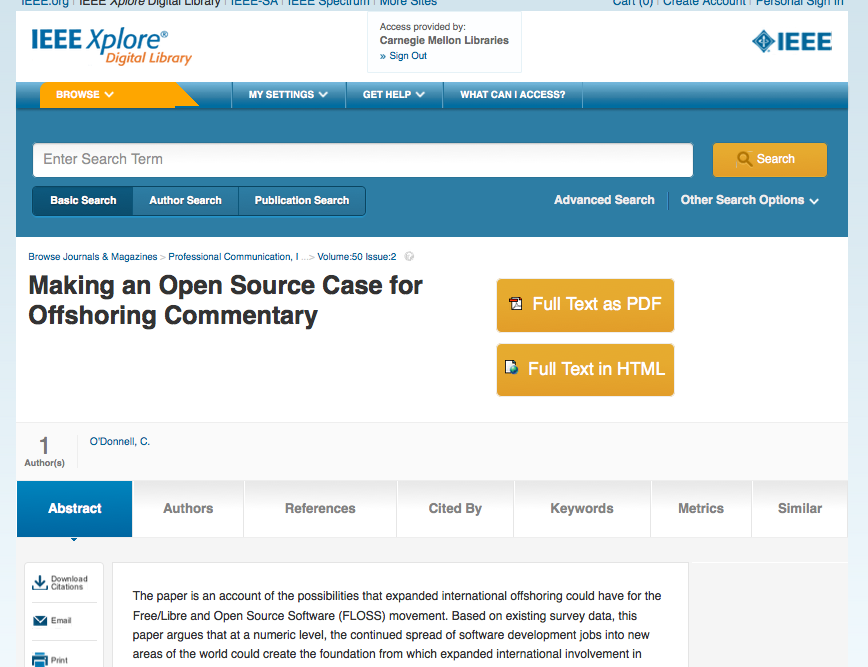 IEEE.org | IEEE Xplore Digital Library | IEEE-SA | IEEE Spectrum | More Sites
Cart (0) | Create Account | Personal Sign In
IEEE Xplore®
Digital Library
Access provided by:
Carnegie Mellon Libraries
» Sign Out
IEEE
BROWSE
MY SETTINGS
GET HELP
WHAT CAN I ACCESS?
Enter Search Term
Search
Basic Search
Author Search
Publication Search
Advanced Search
Other Search Options
Browse Journals & Magazines > Professional Communication, I ...> Volume:50 Issue:2 ?
Making an Open Source Case for
Offshoring Commentary
Full Text as PDF
Full Text in HTML
1
Author(s)
O'Donnell, C.
Abstract
Authors
References
Cited By
Keywords
Metrics
Similar
Download
Citations
Email
Print
The paper is an account of the possibilities that expanded international offshoring could have for the
Free/Libre and Open Source Software (FLOSS) movement. Based on existing survey data, this
paper argues that at a numeric level, the continued spread of software development jobs into new
areas of the world could create the foundation from which expanded international involvement in